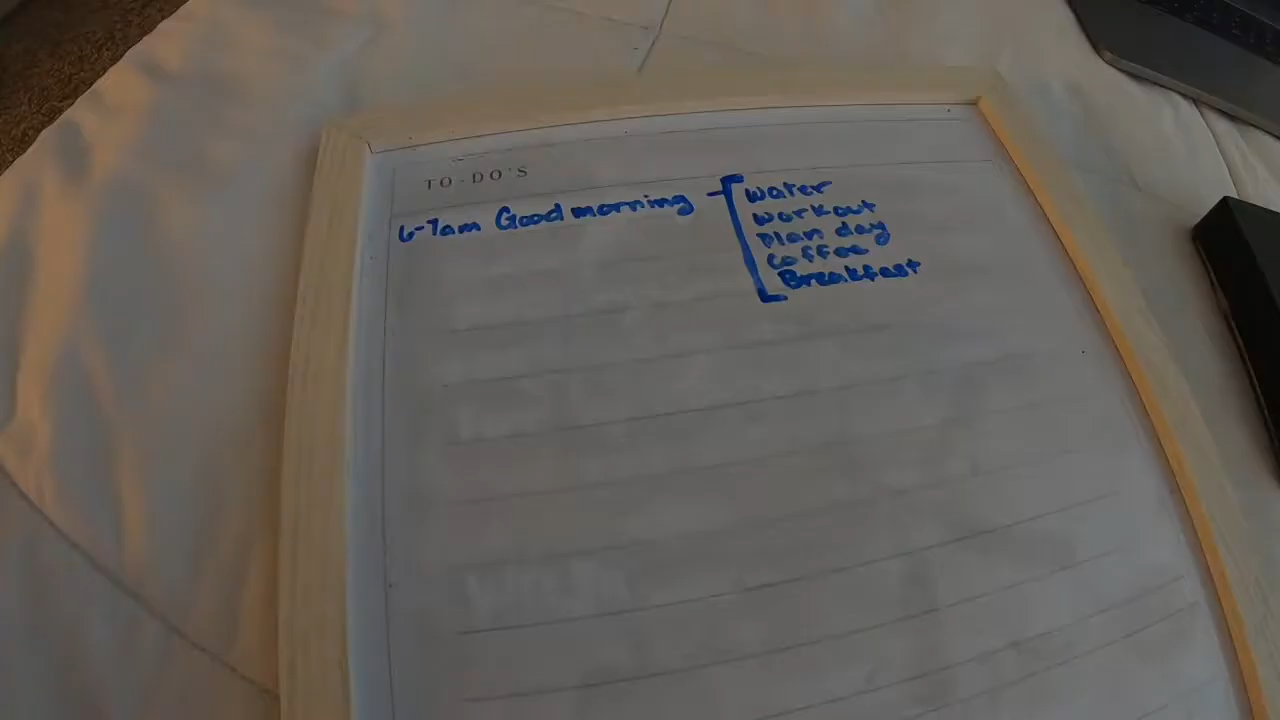 TO-DO'S
6-7am Good morning - Water
Workout
Plan day
Coffee
Breakfast